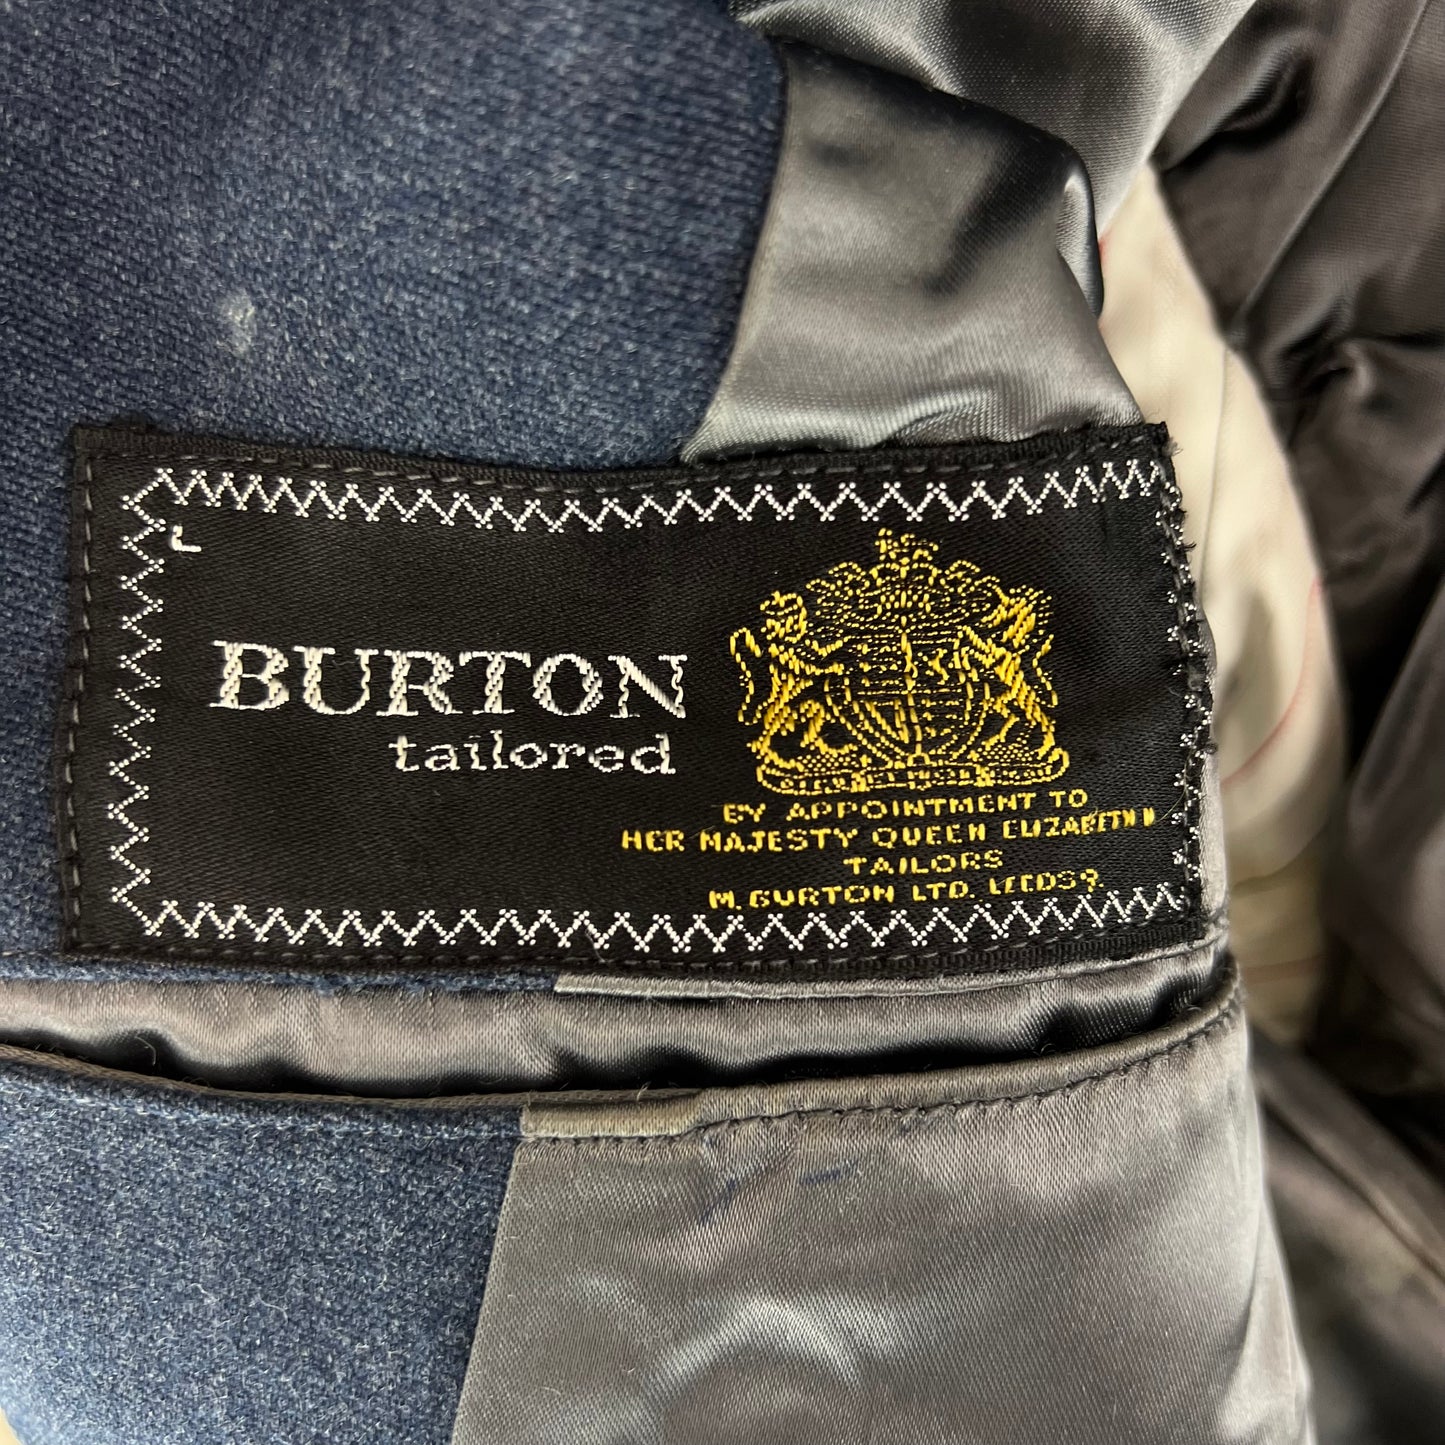 BURTON
tailored
BY APPOINTMENT TO
HER MAJESTY QUEEN ELIZABETH II
TAILORS
M. BURTON LTD. LEEDS 9.